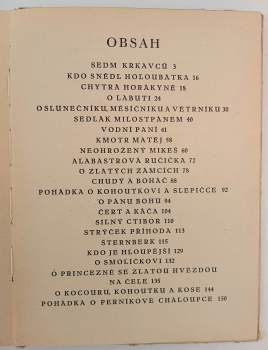 OBSAH
SEDM KRKAVCŮ 3
KDO SNĚDL HOLOUBÁTKA 16
CHYTRÁ HORÁKYNĚ 18
O LABUTI 24
O SLUNEČNÍKU, MĚSÍČNÍKU A VĚTRNÍKU 30
SEDLÁK MILOSTPÁNEM 40
VODNÍ PANÍ 41
KMOTR MATĚJ 58
NEOHROŽENÝ MIKEŠ 60
ALABASTROVÁ RUČIČKA 72
O ZLATÝCH ZÁMCÍCH 78
CHUDÝ A BOHÁČ 88
POHÁDKA O KOHOUTKOVI A SLEPIČCE 92
O PÁNU BOHU 94
ČERT A KÁČA 104
SILNÝ CTIBOR 110
STRÝČEK PŘÍHODA 113
ŠTERNBERK 115
KDO JE HLOUPĚJŠÍ 129
O SMOLÍČKOVI 132
O PRINCEZNĚ SE ZLATOU HVĚZDOU
NA ČELE 135
O KOCOURU, KOHOUTKU A KOSE 144
POHÁDKA O PERNÍKOVÉ CHALOUPCE 150